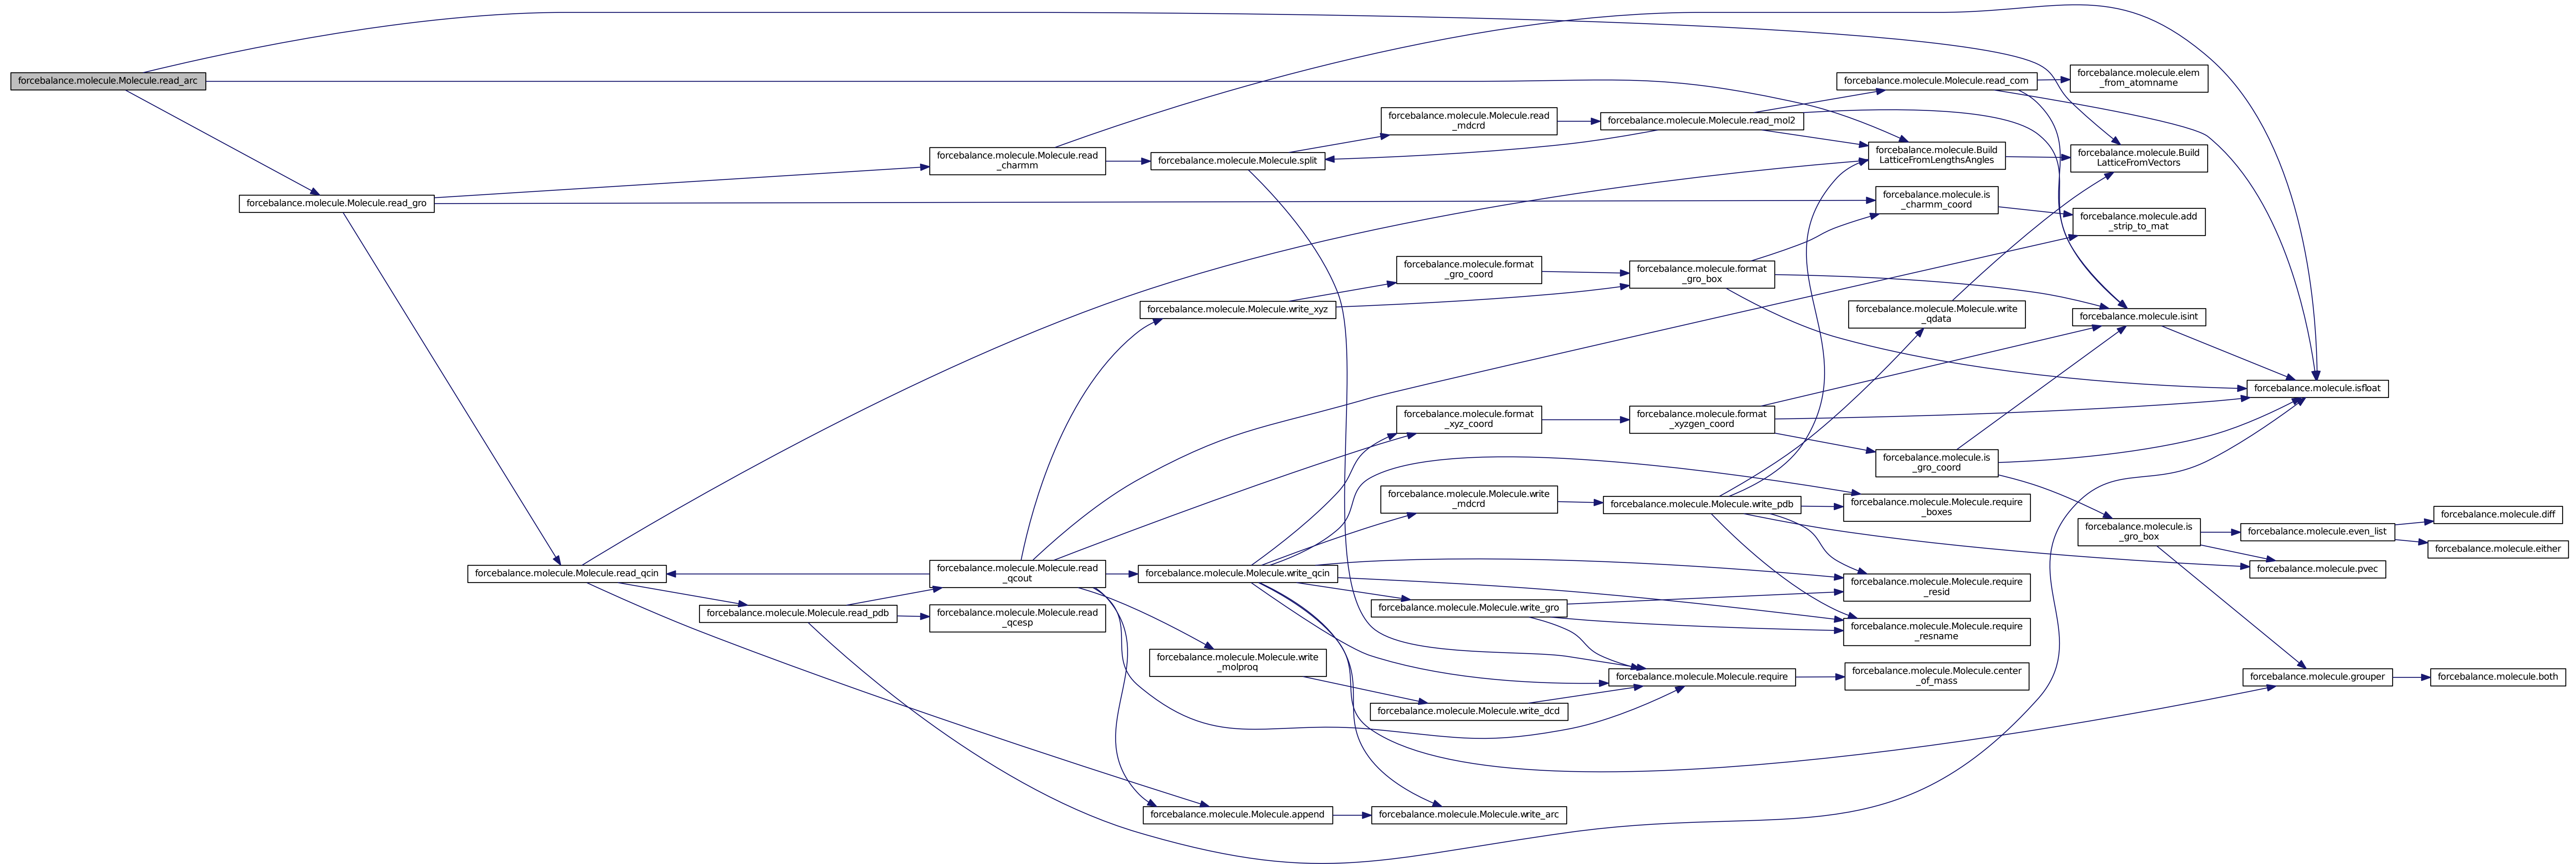 forcebalance.molecule.Molecule.read_arc
forcebalance.molecule.Molecule.read_gro
forcebalance.molecule.Molecule.read_qcin
forcebalance.molecule.Molecule.read_pdb
forcebalance.molecule.Molecule.read
_charmm
forcebalance.molecule.Molecule.read
_qcout
forcebalance.molecule.Molecule.read
_qcesp
forcebalance.molecule.Molecule.split
forcebalance.molecule.Molecule.write_xyz
forcebalance.molecule.Molecule.write_qcin
forcebalance.molecule.Molecule.write
_molproq
forcebalance.molecule.Molecule.append
forcebalance.molecule.Molecule.read
_mdcrd
forcebalance.molecule.format
_gro_coord
forcebalance.molecule.format
_xyz_coord
forcebalance.molecule.Molecule.write
_mdcrd
forcebalance.molecule.Molecule.write_gro
forcebalance.molecule.Molecule.write_dcd
forcebalance.molecule.Molecule.write_arc
forcebalance.molecule.Molecule.read_mol2
forcebalance.molecule.format
_gro_box
forcebalance.molecule.format
_xyzgen_coord
forcebalance.molecule.Molecule.write_pdb
forcebalance.molecule.Molecule.require
forcebalance.molecule.Molecule.read_com
forcebalance.molecule.Build
LatticeFromLengthsAngles
forcebalance.molecule.is
_charmm_coord
forcebalance.molecule.Molecule.write
_qdata
forcebalance.molecule.is
_gro_coord
forcebalance.molecule.Molecule.require
_boxes
forcebalance.molecule.Molecule.require
_resid
forcebalance.molecule.Molecule.require
_resname
forcebalance.molecule.Molecule.center
_of_mass
forcebalance.molecule.elem
_from_atomname
forcebalance.molecule.Build
LatticeFromVectors
forcebalance.molecule.add
_strip_to_mat
forcebalance.molecule.isint
forcebalance.molecule.is
_gro_box
forcebalance.molecule.isfloat
forcebalance.molecule.even_list
forcebalance.molecule.pvec
forcebalance.molecule.grouper
forcebalance.molecule.diff
forcebalance.molecule.either
forcebalance.molecule.both